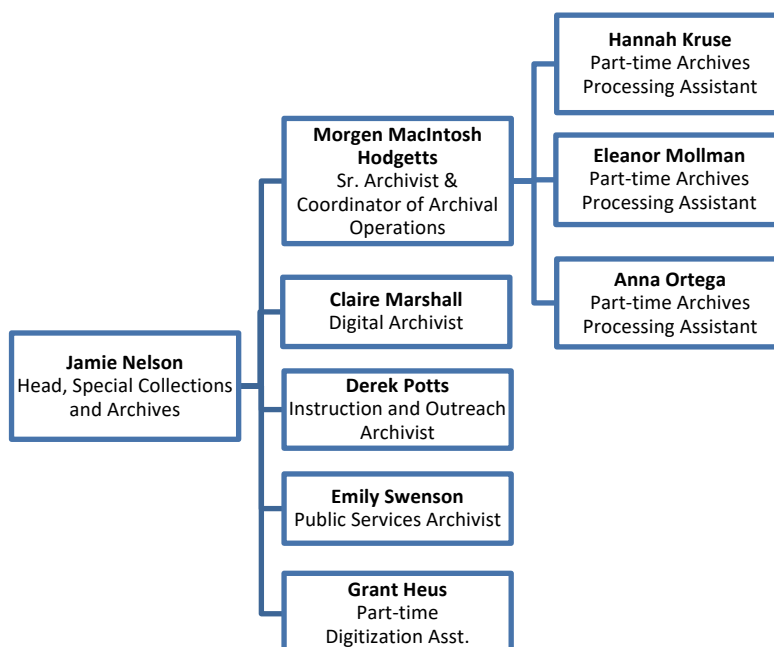 Hannah Kruse
Part-time Archives
Processing Assistant
Morgen MacIntosh
Hodgetts
Sr. Archivist &
Coordinator of Archival
Operations
Eleanor Mollman
Part-time Archives
Processing Assistant
Anna Ortega
Part-time Archives
Processing Assistant
Claire Marshall
Digital Archivist
Jamie Nelson
Head, Special Collections
and Archives
Derek Potts
Instruction and Outreach
Archivist
Emily Swenson
Public Services Archivist
Grant Heus
Part-time
Digitization Asst.